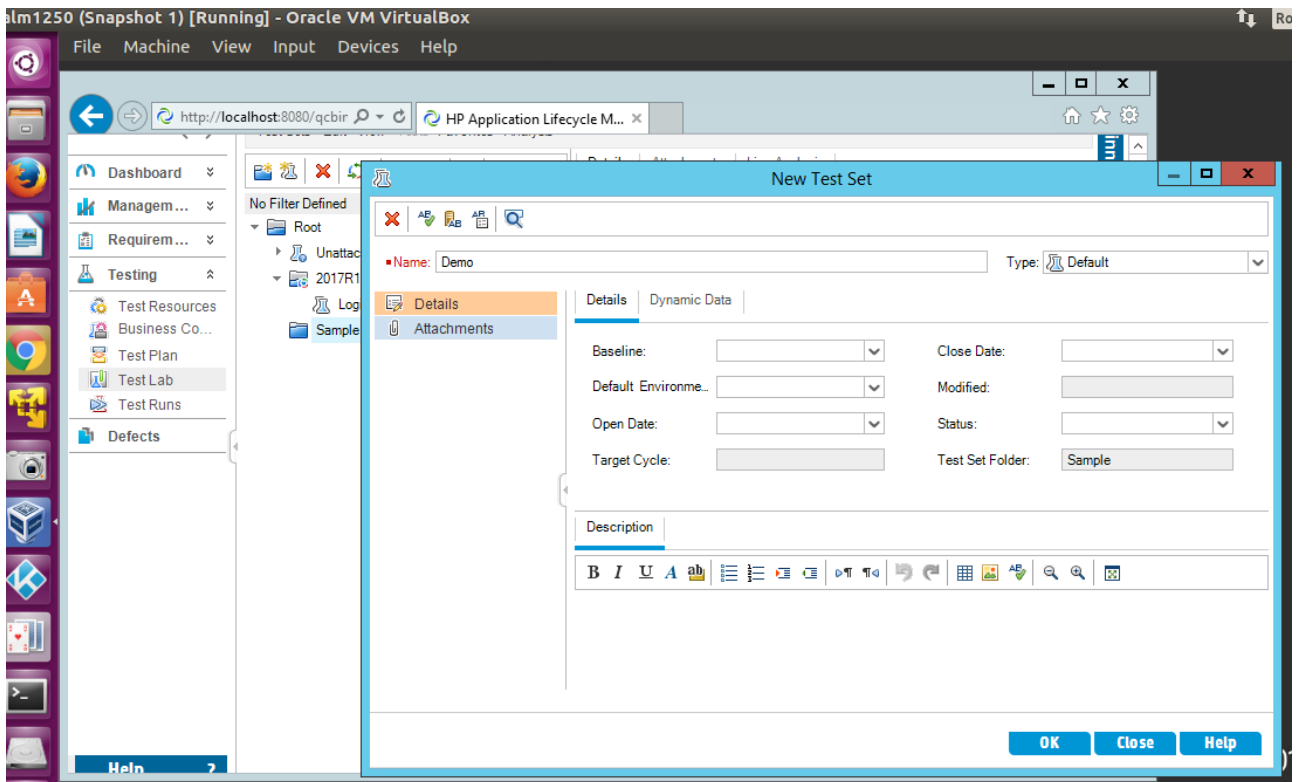 alm1250 (Snapshot 1) [Running] - Oracle VM VirtualBox
File Machine View Input Devices Help
http://localhost:8080/qcbin
HP Application Lifecycle M...
No Filter Defined
Dashboard
Managem...
Requirem...
Testing
Test Resources
Business Co...
Test Plan
Test Lab
Test Runs
Defects
Help ?
Root
Unattac
2017R1
Logi
Sample
New Test Set
Name: Demo
Type: Default
Details
Attachments
Details Dynamic Data
Baseline: Close Date:
Default Environme... Modified:
Open Date: Status:
Target Cycle: Test Set Folder: Sample
Description
B I U A ab
OK Close Help